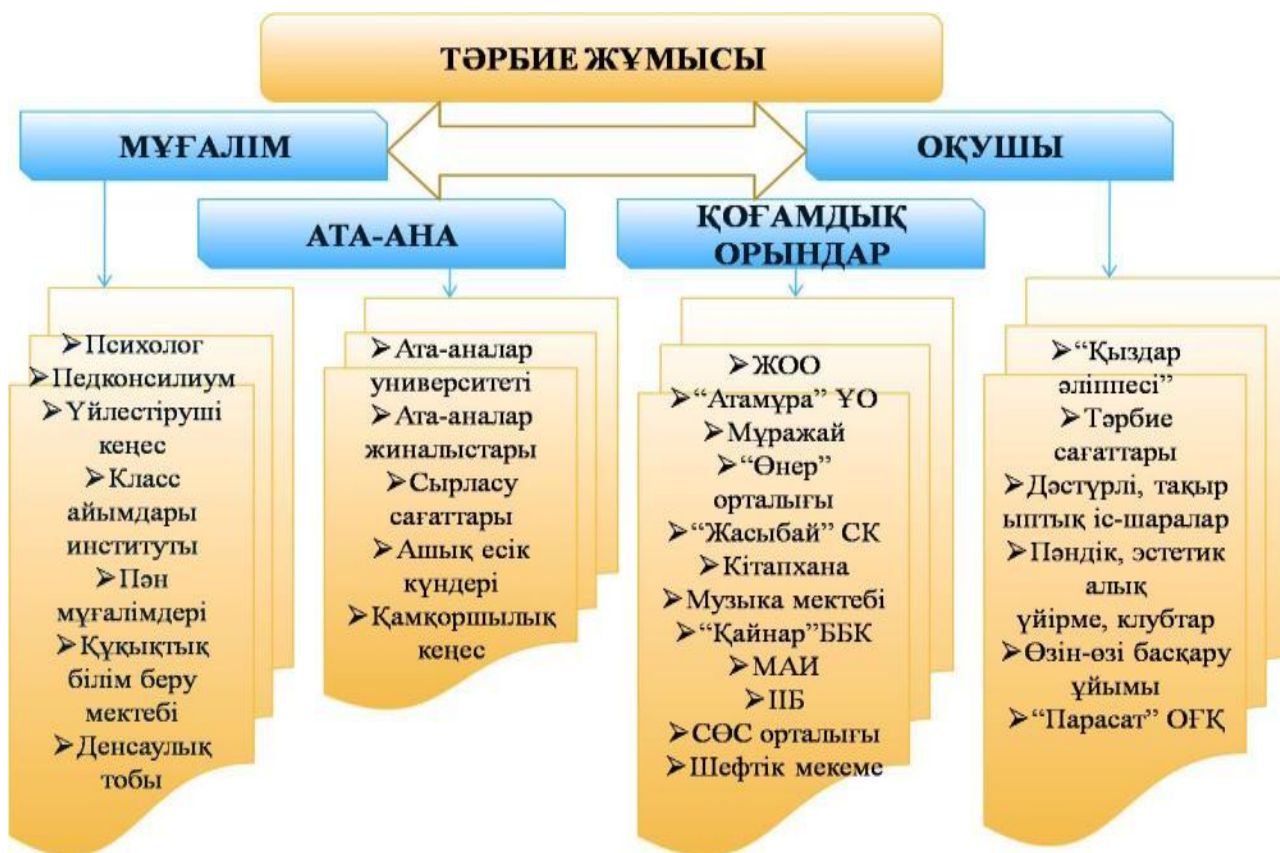 ТӘРБИЕ ЖҰМЫСЫ
МҰҒАЛІМ
ОҚУШЫ
АТА-АНА
ҚОҒАМДЫҚ
ОРЫНДАР
➢Психолог
➢Педконсилиум
➢Үйлестіруші
кеңес
➢Класс
айымдары
институты
➢Пән
мұғалімдері
➢Құқықтық
білім беру
мектебі
➢Денсаулық
тобы
➢Ата-аналар
университеті
➢Ата-аналар
жиналыстары
➢Сырласу
сағаттары
➢Ашық есік
күндері
➢Қамқоршылық
кеңес
➢ЖОО
➢“Атамұра” ҰО
➢Мұражай
➢“Өнер”
орталығы
➢“Жасыбай” СК
➢Кітапхана
➢Музыка мектебі
➢“Қайнар”ББК
➢МАИ
➢ІІБ
➢СӨС орталығы
➢Шефтік мекеме
➢“Қыздар
әліппесі”
➢Тәрбие
сағаттары
➢Дәстүрлі, тақыр
ыптық іс-шаралар
➢Пәндік, эстетик
алық
үйірме, клубтар
➢Өзін-өзі басқару
ұйымы
➢“Парасат” ОҒҚ